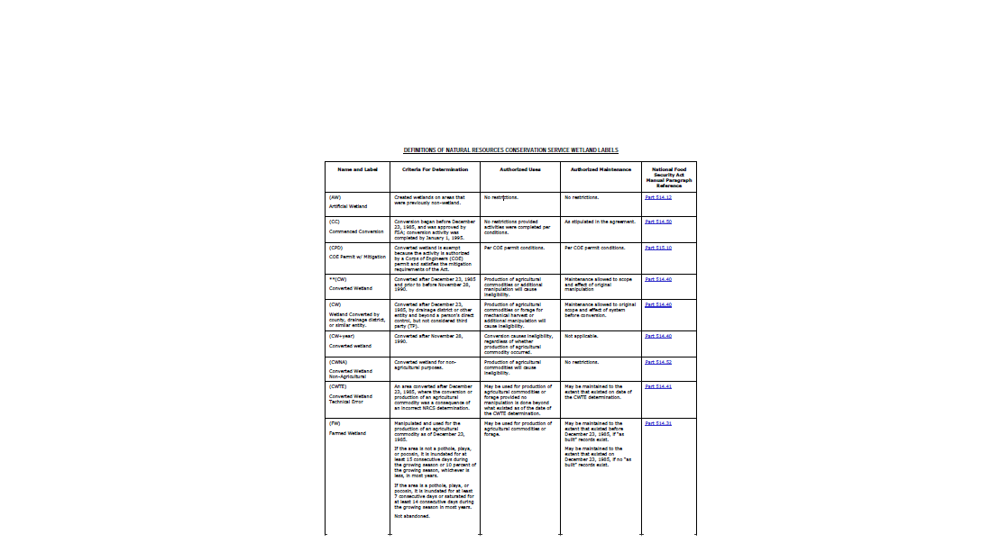 DEFINITIONS OF NATURAL RESOURCES CONSERVATION SERVICE WETLAND LABELS
Name and Label
Criteria For Determination
Authorized Uses
Authorized Maintenance
National Food
Security Act
Manual Paragraph
Reference
(AW)
Artificial Wetland
Created wetlands on areas that
were previously non-wetland.
No restrictions.
No restrictions.
Part 514.12
(CC)
Commenced Conversion
Conversion began before December
23, 1985, and was approved by
FSA; conversion activity was
completed by January 1, 1995.
No restrictions provided
activities were completed per
conditions.
As stipulated in the agreement.
Part 514.50
(CPD)
COE Permit w/ Mitigation
Converted wetland is exempt
because the activity is authorized
by a Corps of Engineers (COE)
permit and satisfies the mitigation
requirements of the Act.
Per COE permit conditions.
Per COE permit conditions.
Part 515.10
**(CW)
Converted Wetland
Converted after December 23, 1985
and prior to before November 28,
1990.
Production of agricultural
commodities or additional
manipulation will cause
ineligibility.
Maintenance allowed to scope
and effect of original
manipulation
Part 514.40
(CW)
Wetland Converted by
county, drainage district,
or similar entity.
Converted after December 23,
1985, by drainage district or other
entity and beyond a person's direct
control, but not considered third
party (TP).
Production of agricultural
commodities or forage for
mechanical harvest or
additional manipulation will
cause ineligibility.
Maintenance allowed to original
scope and effect of system
before conversion.
Part 514.40
(CW+year)
Converted wetland
Converted after November 28,
1990.
Conversion causes ineligibility,
regardless of whether
production of agricultural
commodity occurred.
Not applicable.
Part 514.40
(CWNA)
Converted Wetland
Non-Agricultural
Converted wetland for non-
agricultural purposes.
Production of agricultural
commodities will cause
ineligibility.
No restrictions.
Part 514.52
(CWTE)
Converted Wetland
Technical Error
An area converted after December
23, 1985, where the conversion or
production of an agricultural
commodity was a consequence of
an incorrect NRCS determination.
May be used for production of
agricultural commodities or
forage provided no
manipulation is done beyond
what existed as of the date of
the CWTE determination.
May be maintained to the
extent that existed on date of
the CWTE determination.
Part 514.41
(FW)
Farmed Wetland
Manipulated and used for the
production of an agricultural
commodity as of December 23,
1985.
If the area is not a pothole, playa,
or pocosin, it is inundated for at
least 15 consecutive days during
the growing season or 10 percent of
the growing season, whichever is
less, in most years.
If the area is a pothole, playa, or
pocosin, it is inundated for at least
7 consecutive days or saturated for
at least 14 consecutive days during
the growing season in most years.
Not abandoned.
May be used for production of
agricultural commodities or
forage.
May be maintained to the
extent that existed before
December 23, 1985, if "as
built" records exist.
May be maintained to the
extent that existed on
December 23, 1985, if no "as
built" records exist.
Part 514.31